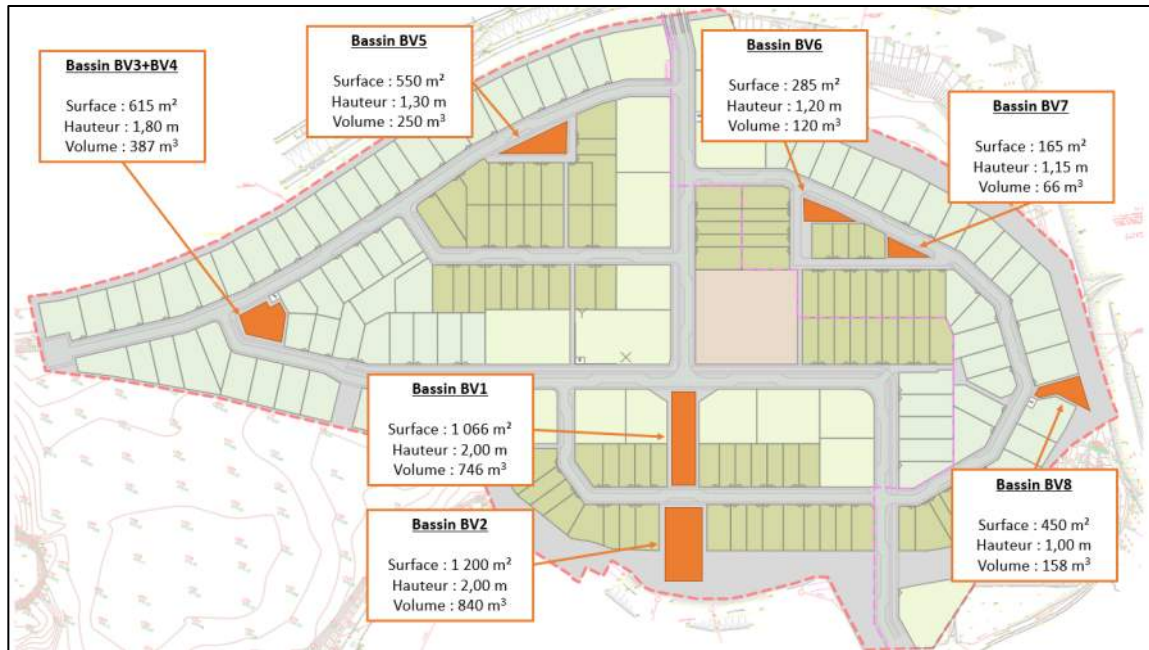 Bassin BV3+BV4
Surface : 615 m²
Hauteur : 1,80 m
Volume : 387 m³
Bassin BV5
Surface : 550 m²
Hauteur : 1,30 m
Volume : 250 m³
Bassin BV6
Surface : 285 m²
Hauteur : 1,20 m
Volume : 120 m³
Bassin BV7
Surface : 165 m²
Hauteur : 1,15 m
Volume : 66 m³
Bassin BV1
Surface : 1 066 m²
Hauteur : 2,00 m
Volume : 746 m³
Bassin BV2
Surface : 1 200 m²
Hauteur : 2,00 m
Volume : 840 m³
Bassin BV8
Surface : 450 m²
Hauteur : 1,00 m
Volume : 158 m³